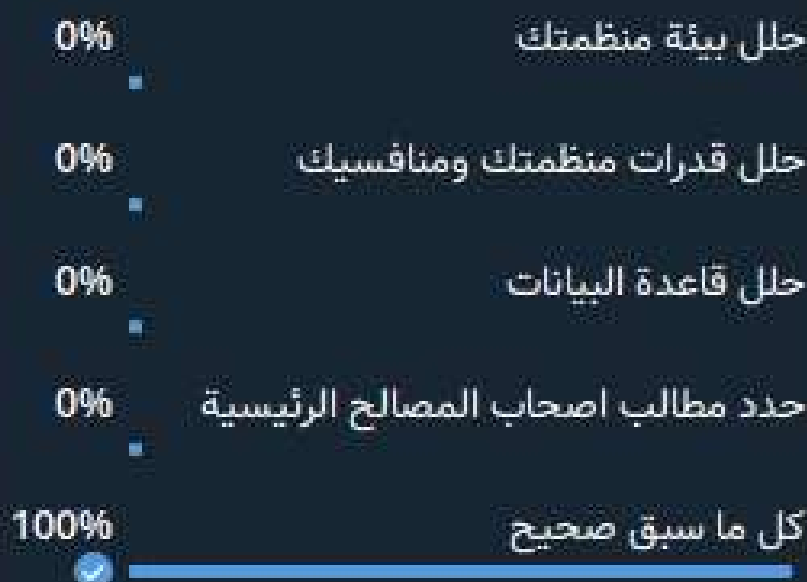 حلل بيئة منظمتك 0%
حلل قدرات منظمتك ومنافسيك 0%
حلل قاعدة البيانات 0%
حدد مطالب اصحاب المصالح الرئيسية 0%
كل ما سبق صحيح 100%